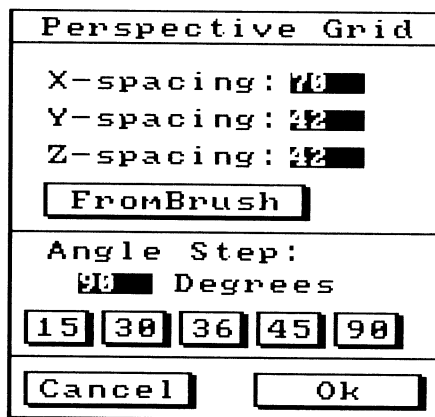 Perspective Grid
X-spacing: 70
Y-spacing: 42
Z-spacing: 42
FromBrush
Angle Step:
90 Degrees
15 30 36 45 90
Cancel Ok